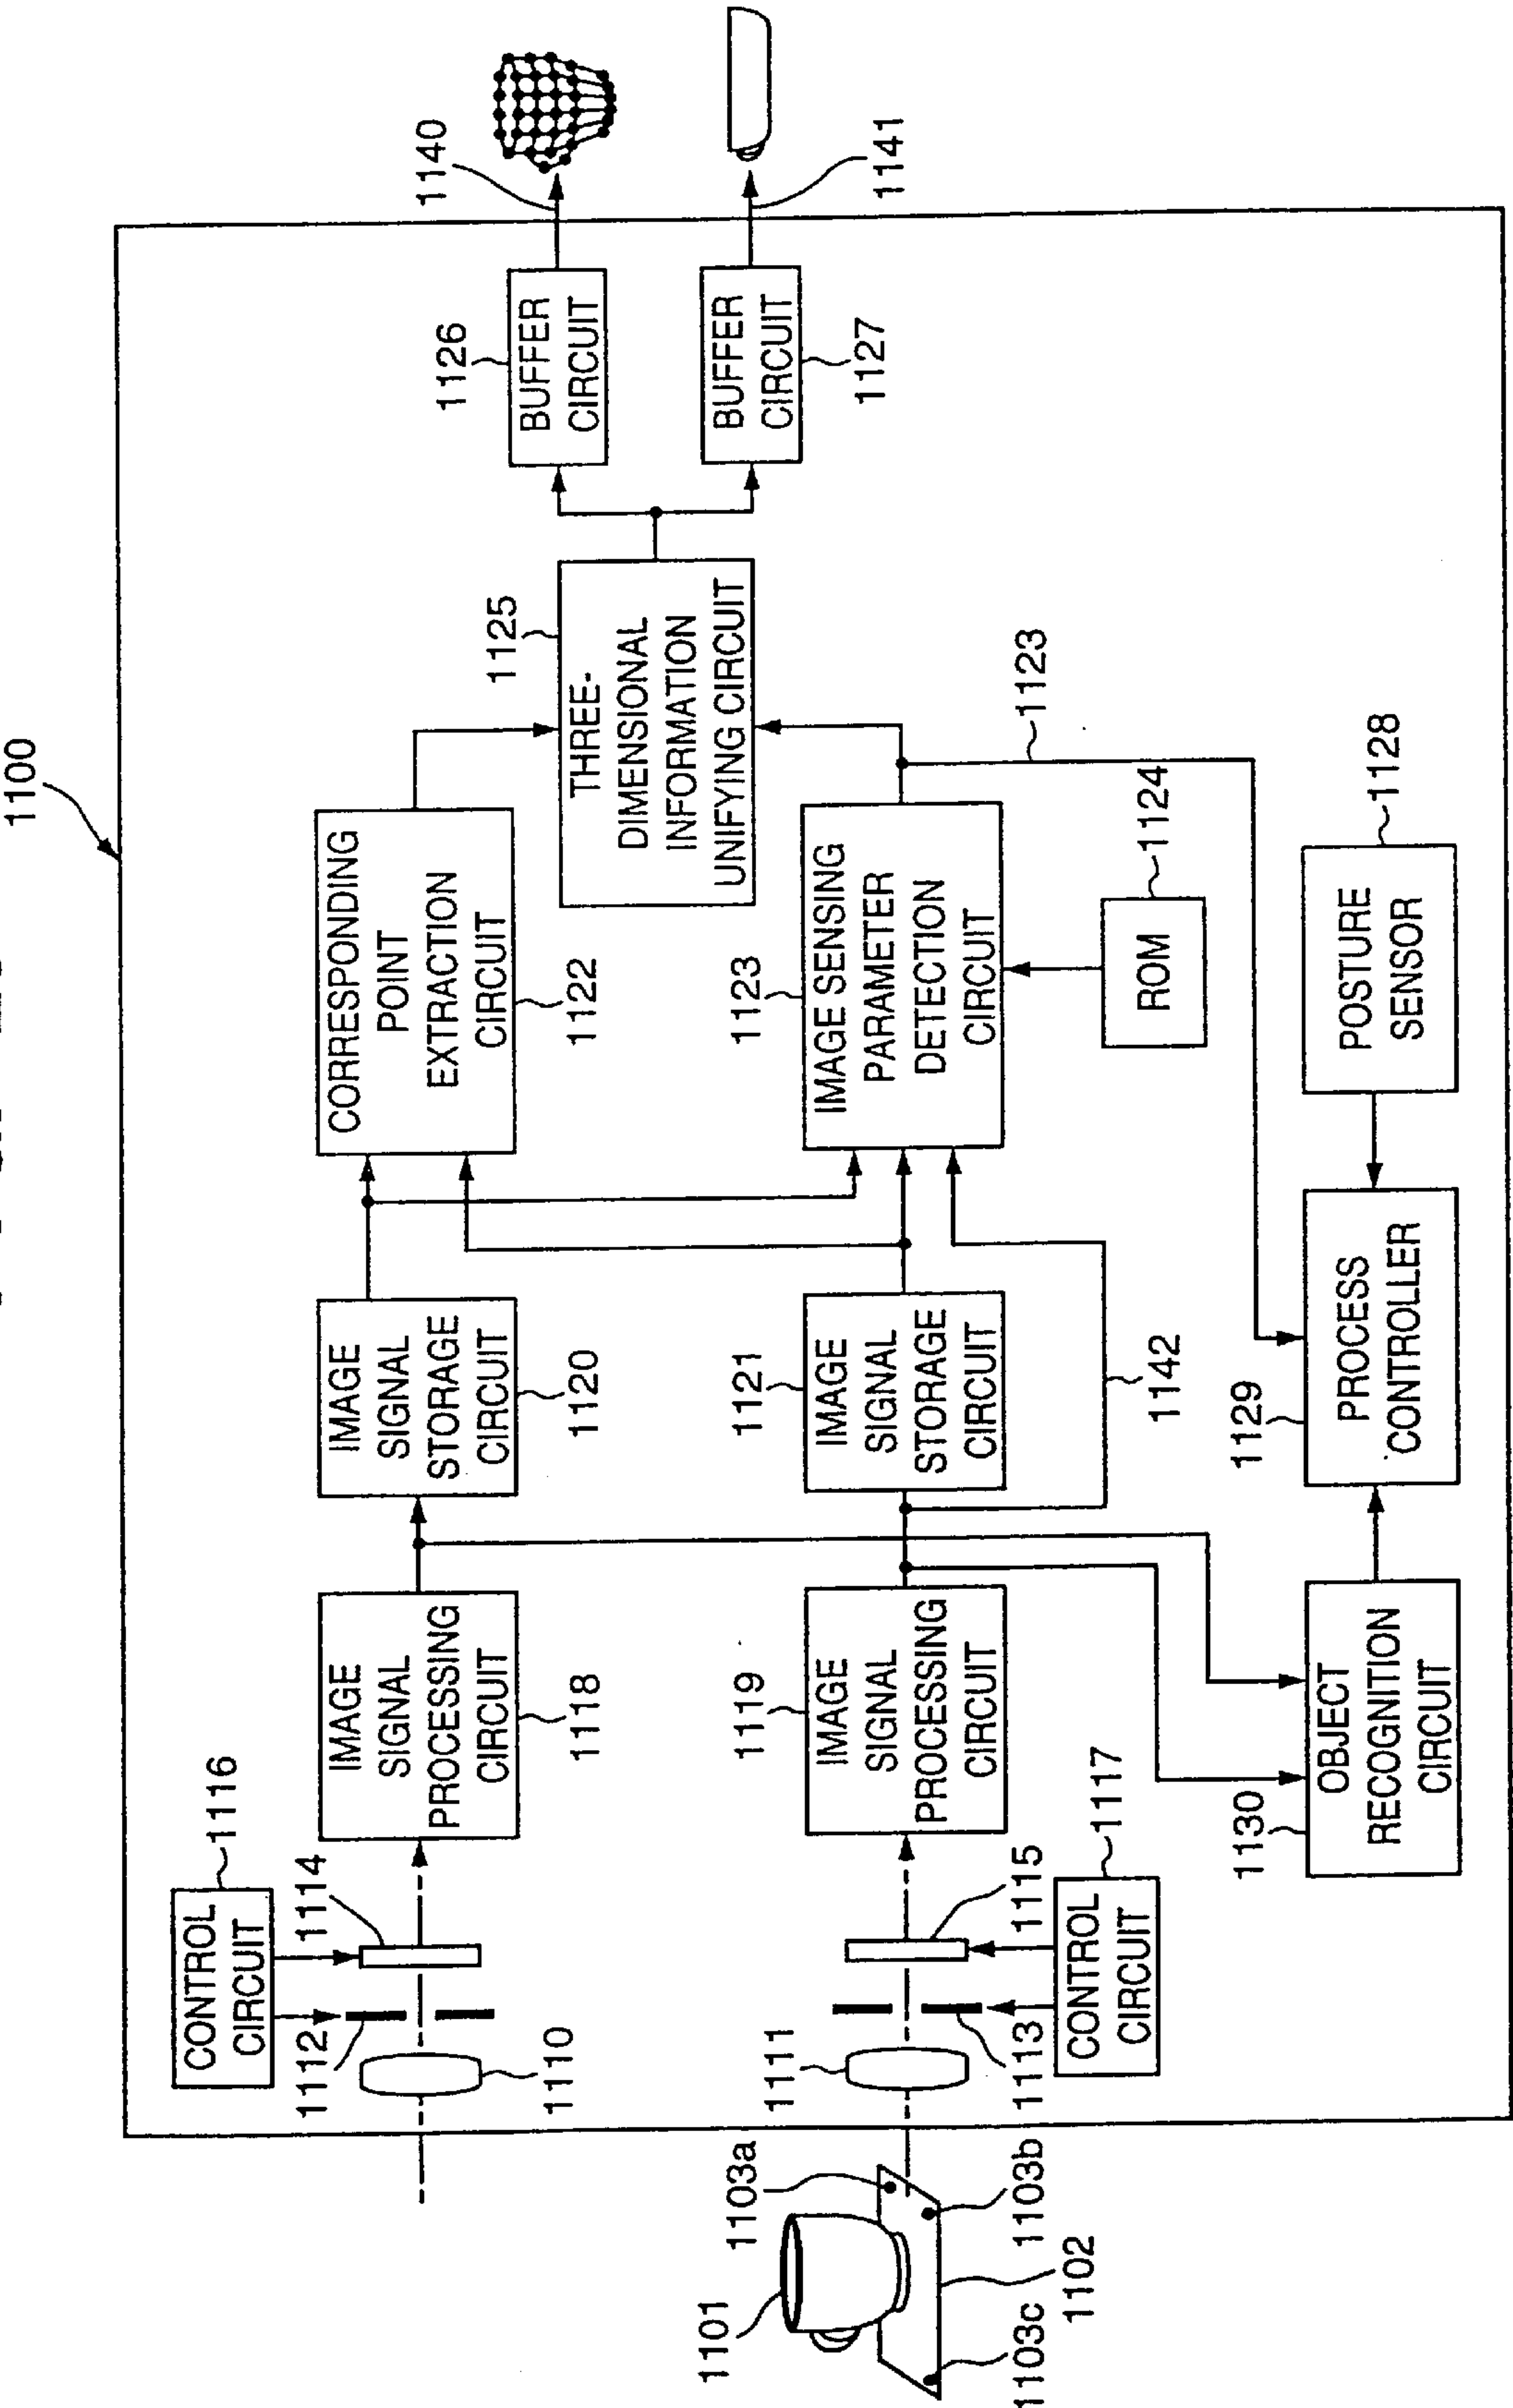 1100
CONTROL
CIRCUIT
1116
1114
1112
1110
IMAGE
SIGNAL
PROCESSING
CIRCUIT
1118
IMAGE
SIGNAL
STORAGE
CIRCUIT
1120
CORRESPONDING
POINT
EXTRACTION
CIRCUIT
1122
1125
THREE-
DIMENSIONAL
INFORMATION
UNIFYING CIRCUIT
1126
BUFFER
CIRCUIT
1140
BUFFER
CIRCUIT
1127
1141
1101
1103a
1103b
1103c
1102
1111
1113
1115
CONTROL
CIRCUIT
1117
1119
IMAGE
SIGNAL
PROCESSING
CIRCUIT
1121
IMAGE
SIGNAL
STORAGE
CIRCUIT
1142
1123
IMAGE SENSING
PARAMETER
DETECTION
CIRCUIT
ROM
1124
1123
1130
OBJECT
RECOGNITION
CIRCUIT
1129
PROCESS
CONTROLLER
POSTURE
SENSOR
1128